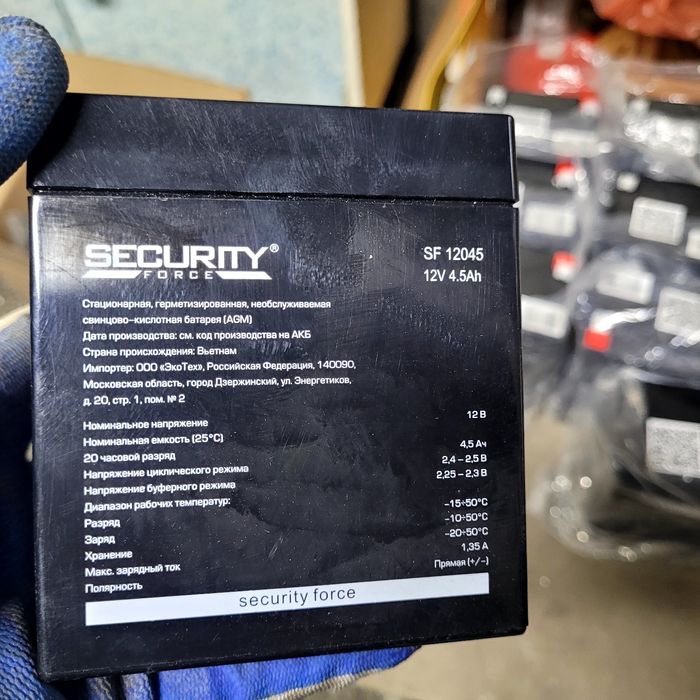 SECURITY®
FORCE
SF 12045
12V 4.5Ah
Стационарная, герметизированная, необслуживаемая
свинцово-кислотная батарея (AGM)
Дата производства: см. код производства на АКБ
Страна происхождения: Вьетнам
Импортер: ООО «ЭкоТех», Российская Федерация, 140090,
Московская область, город Дзержинский, ул. Энергетиков,
д. 20, стр. 1, пом. № 2
Номинальное напряжение 12 В
Номинальная емкость (25°С)
20 часовой разряд 4,5 Ач
Напряжение циклического режима 2,4 – 2,5 В
Напряжение буферного режима 2,25 – 2,3 В
Диапазон рабочих температур:
Разряд -15÷50°С
Заряд -10÷50°С
Хранение -20÷50°С
Макс. зарядный ток 1,35 А
Полярность Прямая (+/–)
security force